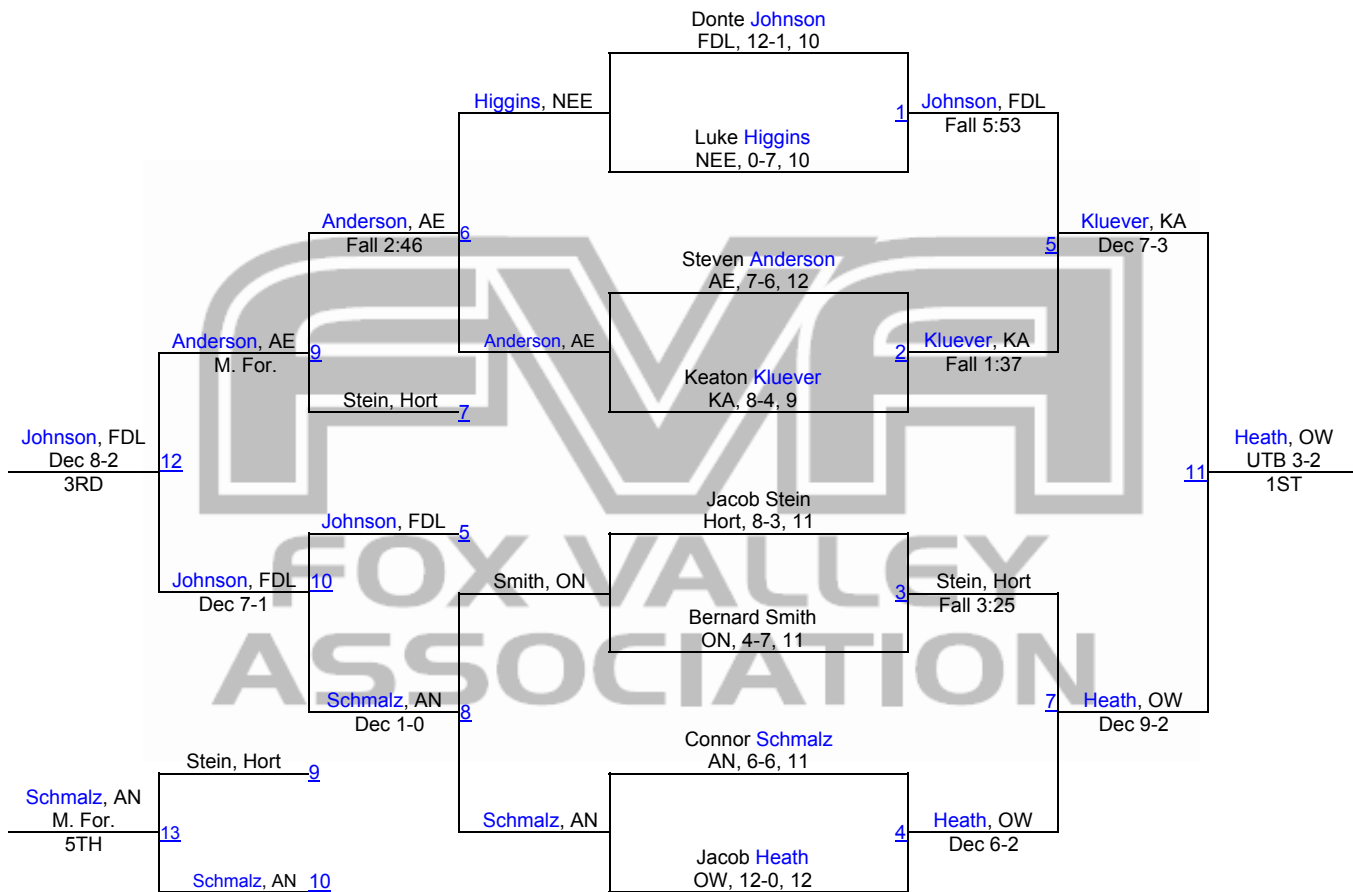 Donte Johnson
FDL, 12-1, 10
Higgins, NEE
1
Johnson, FDL
Fall 5:53
Luke Higgins
NEE, 0-7, 10
Anderson, AE
Fall 2:46
6
Kluever, KA
Dec 7-3
5
Steven Anderson
AE, 7-6, 12
Anderson, AE
M. For.
9
Anderson, AE
2
Kluever, KA
Fall 1:37
Keaton Kluever
KA, 8-4, 9
Stein, Hort
7
Johnson, FDL
Dec 8-2
3RD
12
Heath, OW
UTB 3-2
1ST
11
FVA
Jacob Stein
Hort, 8-3, 11
Johnson, FDL
5
FOX VALLEY
Johnson, FDL
Dec 7-1
10
Smith, ON
3
Stein, Hort
Fall 3:25
Bernard Smith
ON, 4-7, 11
ASSOCIATION
Schmalz, AN
Dec 1-0
8
7
Heath, OW
Dec 9-2
Connor Schmalz
AN, 6-6, 11
Stein, Hort
9
Schmalz, AN
M. For.
5TH
13
Schmalz, AN
4
Heath, OW
Dec 6-2
Jacob Heath
OW, 12-0, 12
Schmalz, AN
10